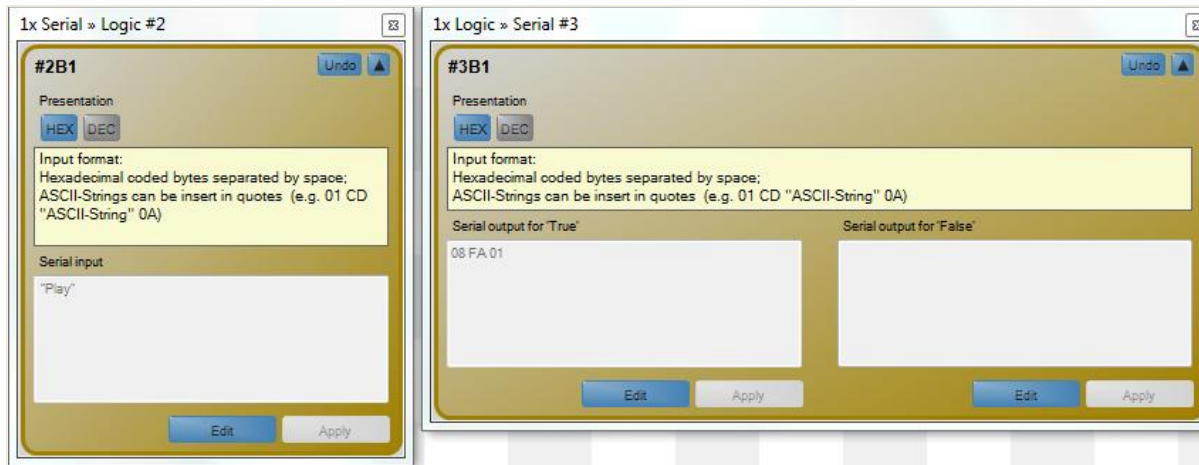 1x Serial » Logic #2
#2B1
Undo
Presentation
HEX DEC
Input format:
Hexadecimal coded bytes separated by space;
ASCII-Strings can be insert in quotes (e.g. 01 CD
"ASCII-String" 0A)
Serial input
"Play"
Edit Apply
1x Logic » Serial #3
#3B1
Undo
Presentation
HEX DEC
Input format:
Hexadecimal coded bytes separated by space;
ASCII-Strings can be insert in quotes (e.g. 01 CD "ASCII-String" 0A)
Serial output for 'True'
Serial output for 'False'
08 FA 01
Edit Apply
Edit Apply